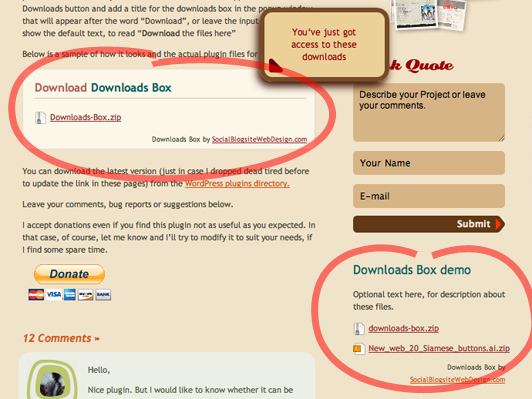 Downloads button and add a title for the downloads box in the popup window
that will appear after the word "Download", or leave the input
show the default text, to read "Download the files here"
Below is a sample of how it looks and the actual plugin files for
You've just got
access to these
downloads
Download Downloads Box
Downloads-Box.zip
Downloads Box by SocialBlogsiteWebDesign.com
You can download the latest version (just in case I dropped dead tired before
to update the link in these pages) from the WordPress plugins directory.
Leave your comments, bug reports or suggestions below.
I accept donations even if you find this plugin not as useful as you expected. In
that case, of course, let me know and I'll try to modify it to suit your needs, if
I find some spare time.
Donate
VISA
BANK
12 Comments »
Hello,
Nice plugin. But I would like to know whether it can be
Quote
Describe your Project or leave
your comments.
Your Name
E-mail
Submit
Downloads Box demo
Optional text here, for description about
these files.
downloads-box.zip
New_web_20_Siamese_buttons.ai.zip
Downloads Box by
SocialBlogsiteWebDesign.com